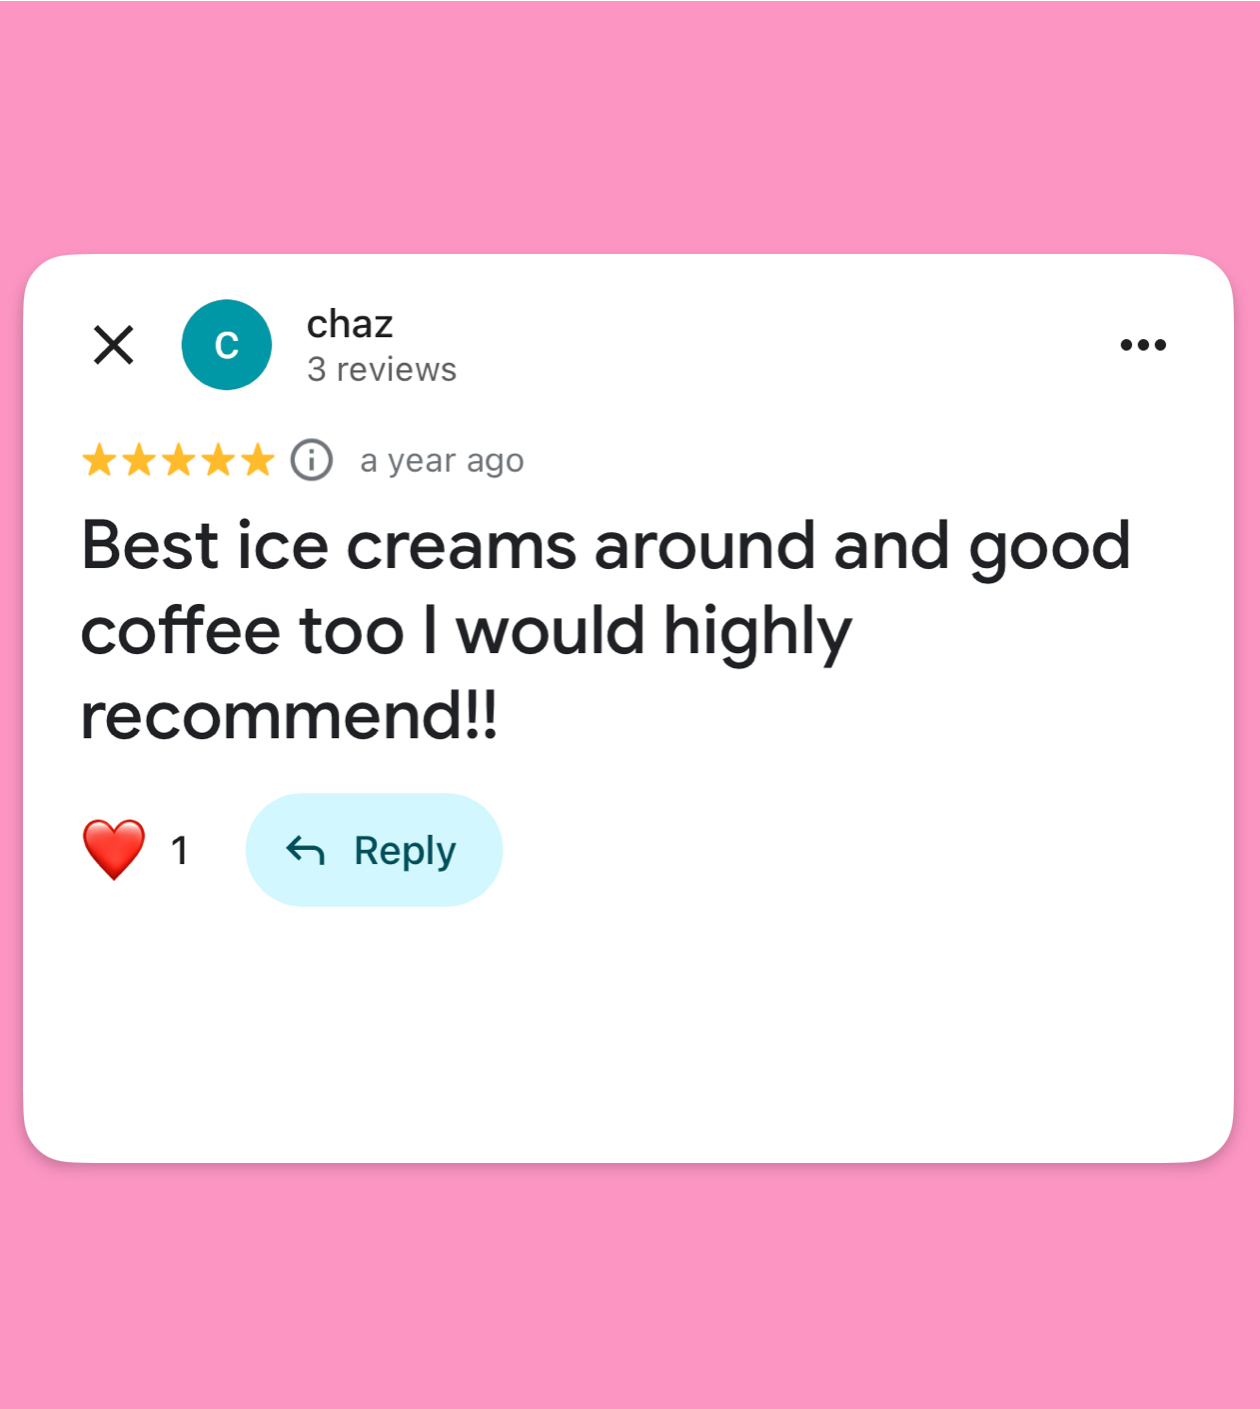 C
chaz
3 reviews
a year ago
Best ice creams around and good
coffee too I would highly
recommend!!
1
Reply